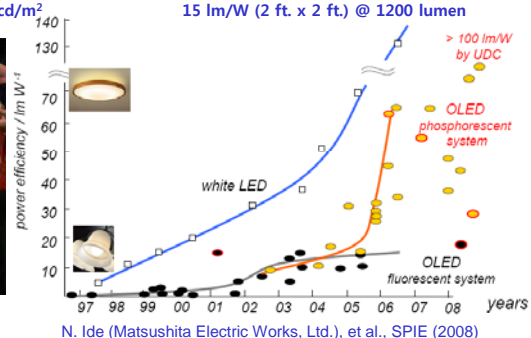 cd/m²
15 lm/W (2 ft. x 2 ft.) @ 1200 lumen
140
130
70
60
50
40
30
20
10
power efficiency / lm W⁻¹
> 100 lm/W
by UDC
OLED
phosphorescent
system
white LED
OLED
fluorescent system
97 98 99 00 01 02 03 04 05 06 07 08 years
N. Ide (Matsushita Electric Works, Ltd.), et al., SPIE (2008)